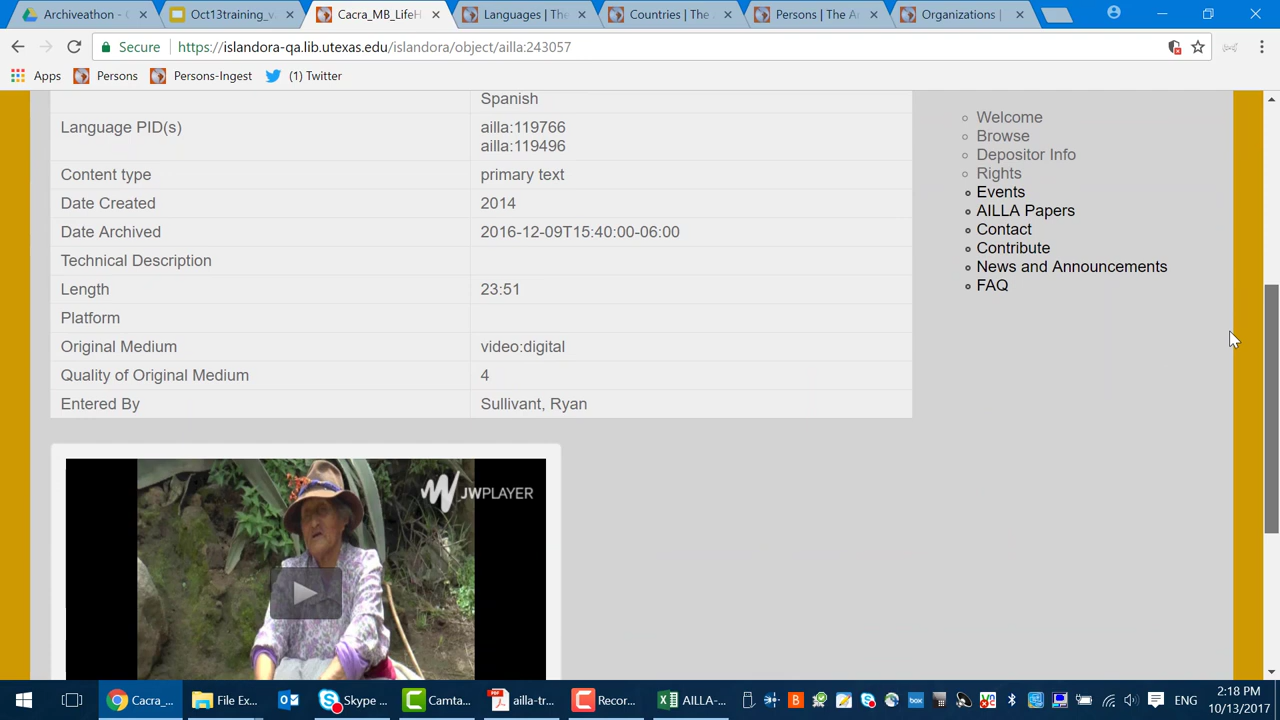 Archiveathon - G
Oct13training_v
Cacra_MB_LifeH
Languages | The
Countries | The A
Persons | The Ar
Organizations |
Secure
https://islandora-qa.lib.utexas.edu/islandora/object/ailla:243057
Apps
Persons
Persons-Ingest
(1) Twitter
Spanish
Language PID(s)
ailla:119766
ailla:119496
Content type
primary text
Date Created
2014
Date Archived
2016-12-09T15:40:00-06:00
Technical Description
Length
23:51
Platform
Original Medium
video:digital
Quality of Original Medium
4
Entered By
Sullivant, Ryan
Welcome
Browse
Depositor Info
Rights
Events
AILLA Papers
Contact
Contribute
News and Announcements
FAQ
JWPLAYER
Cacra_...
File Ex...
Skype ...
Camta...
ailla-tr...
Recor...
AILLA-...
ENG
2:18 PM
10/13/2017